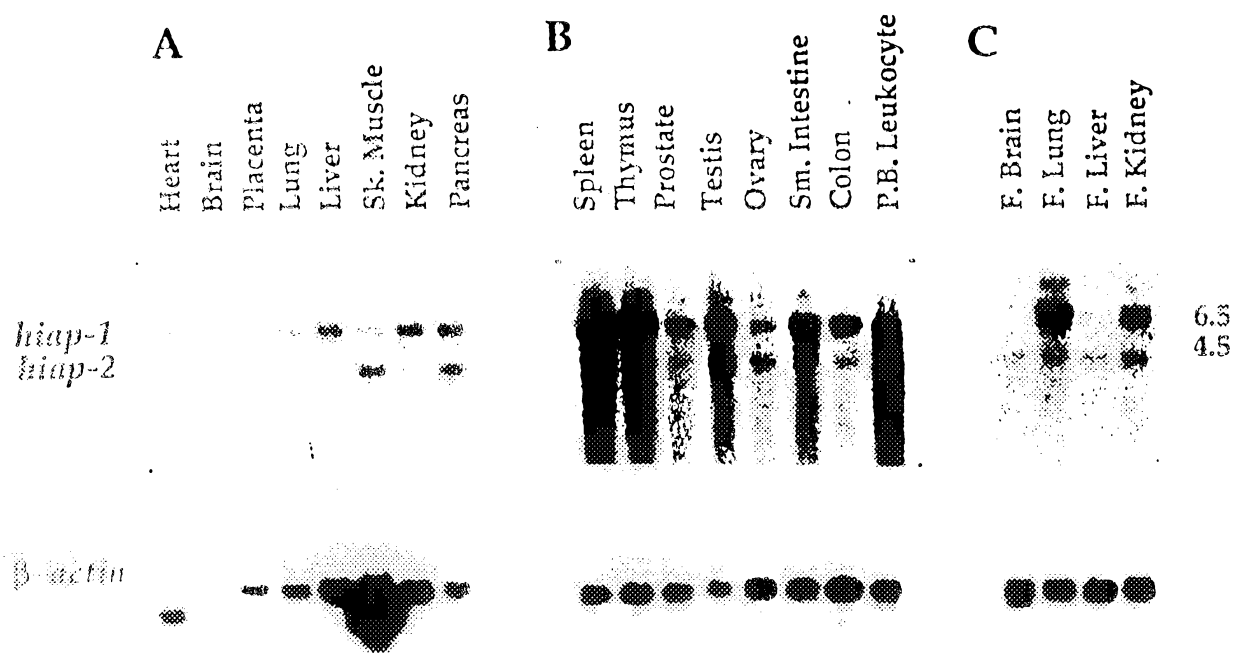 A
B
C
Heart
Brain
Placenta
Lung
Liver
Sk. Muscle
Kidney
Pancreas
Spleen
Thymus
Prostate
Testis
Ovary
Sm. Intestine
Colon
P.B. Leukocyte
F. Brain
F. Lung
F. Liver
F. Kidney
hiap-1
hiap-2
6.5
4.5
β-actin